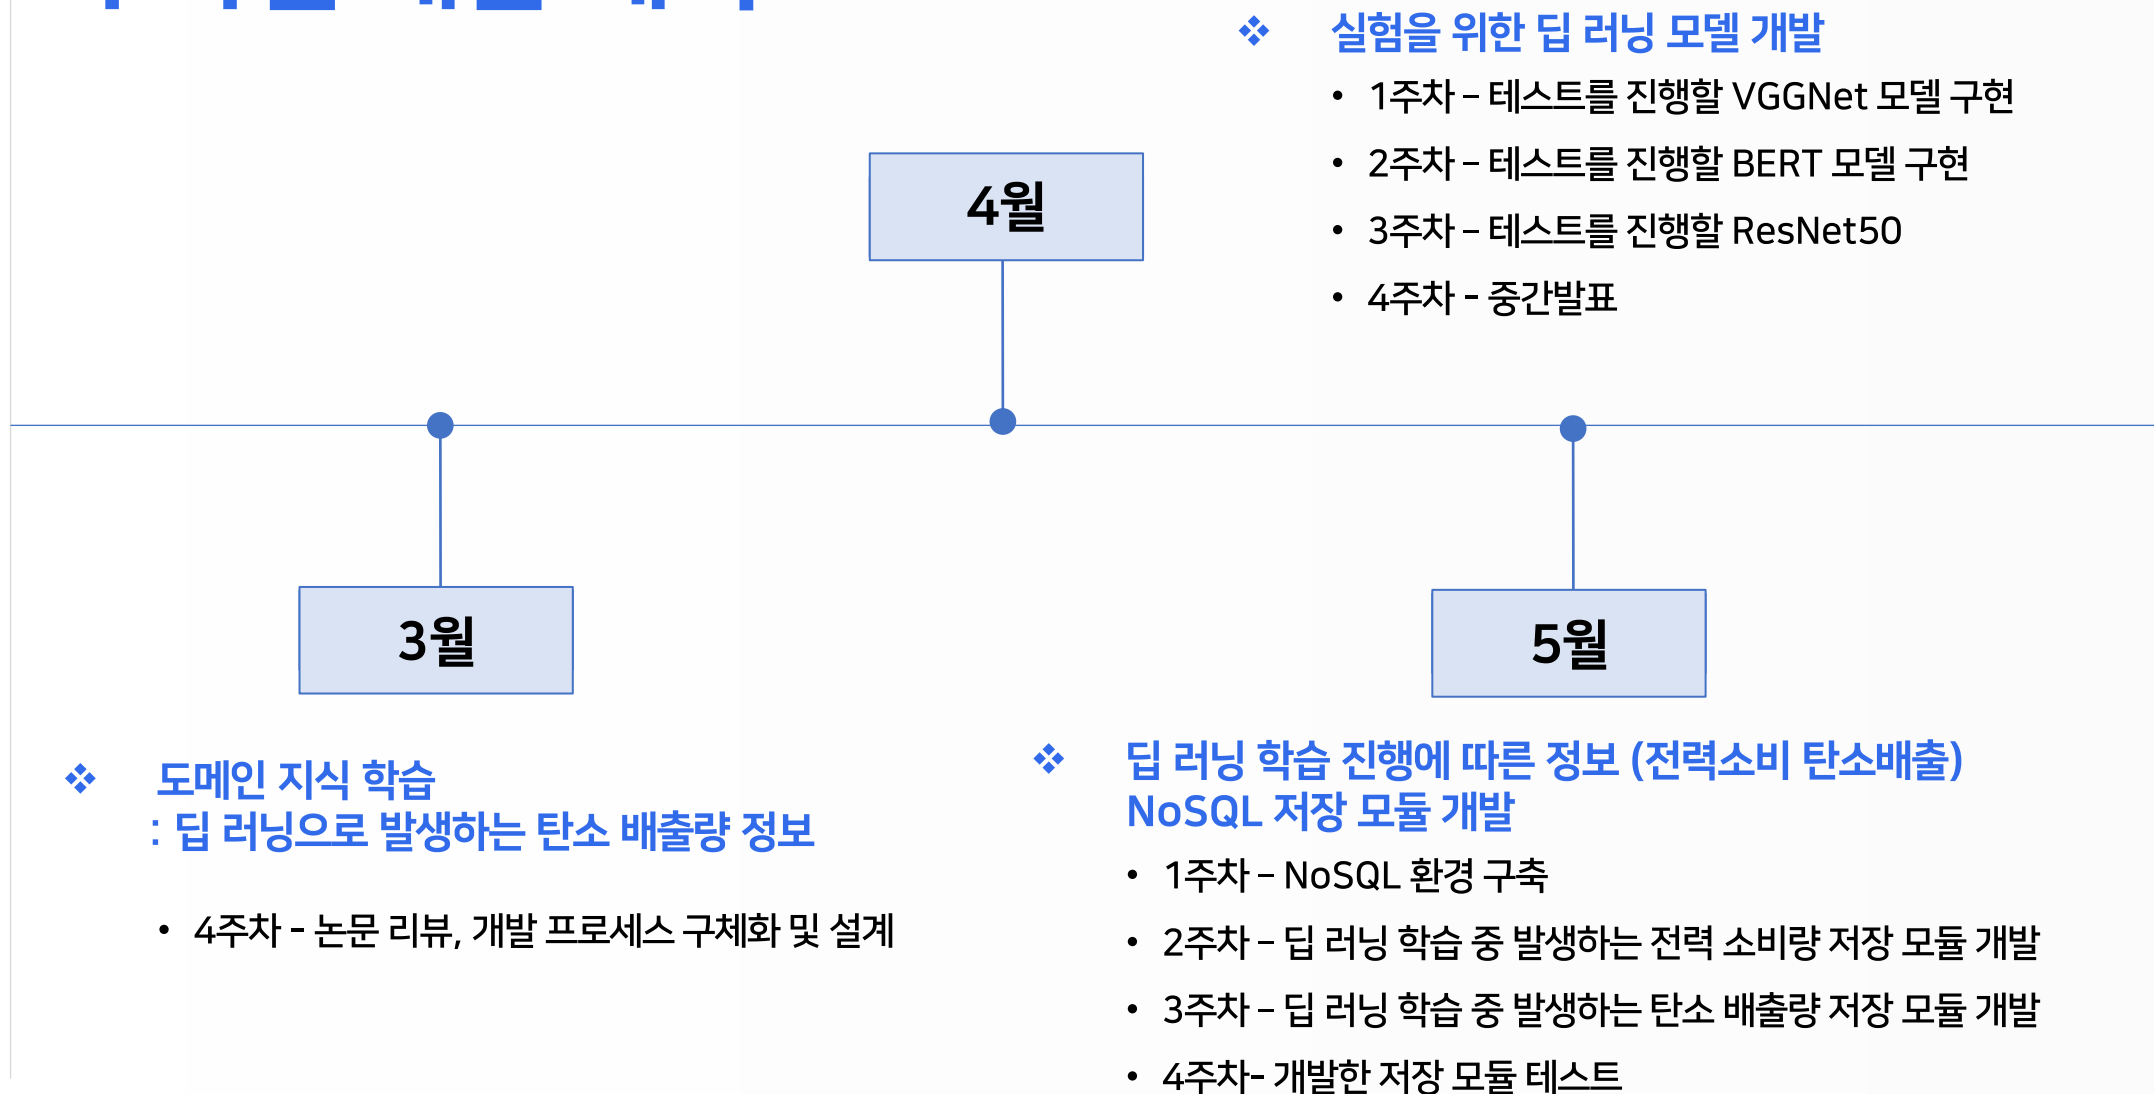 실험을 위한 딥 러닝 모델 개발
• 1주차 – 테스트를 진행할 VGGNet 모델 구현
• 2주차 – 테스트를 진행할 BERT 모델 구현
• 3주차 – 테스트를 진행할 ResNet50
• 4주차 - 중간발표
4월
3월
5월
도메인 지식 학습
: 딥 러닝으로 발생하는 탄소 배출량 정보
• 4주차 - 논문 리뷰, 개발 프로세스 구체화 및 설계
딥 러닝 학습 진행에 따른 정보 (전력소비 탄소배출)
NoSQL 저장 모듈 개발
• 1주차 – NoSQL 환경 구축
• 2주차 – 딥 러닝 학습 중 발생하는 전력 소비량 저장 모듈 개발
• 3주차 – 딥 러닝 학습 중 발생하는 탄소 배출량 저장 모듈 개발
• 4주차- 개발한 저장 모듈 테스트